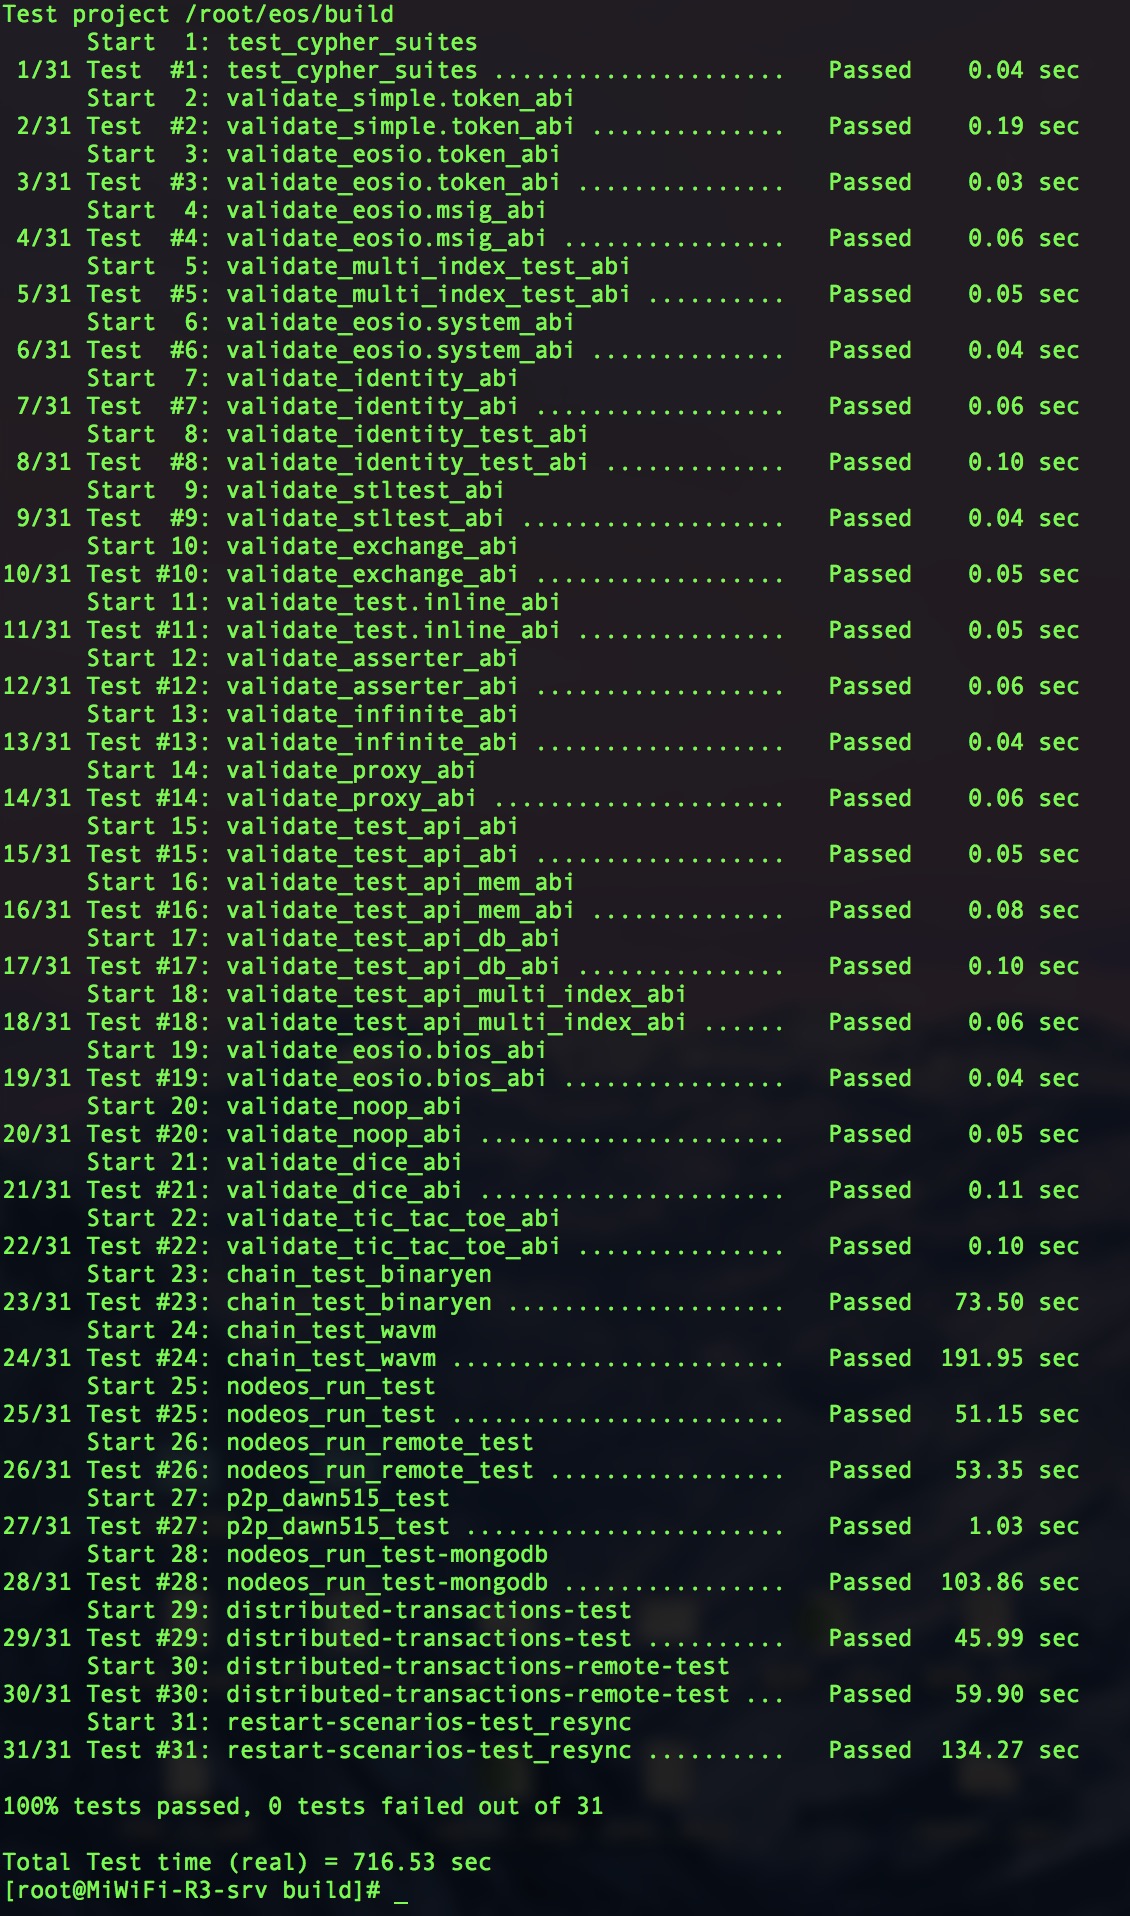 Test project /root/eos/build
      Start  1: test_cypher_suites
 1/31 Test  #1: test_cypher_suites .....................   Passed    0.04 sec
      Start  2: validate_simple.token_abi
 2/31 Test  #2: validate_simple.token_abi ..............   Passed    0.19 sec
      Start  3: validate_eosio.token_abi
 3/31 Test  #3: validate_eosio.token_abi ...............   Passed    0.03 sec
      Start  4: validate_eosio.msig_abi
 4/31 Test  #4: validate_eosio.msig_abi ................   Passed    0.06 sec
      Start  5: validate_multi_index_test_abi
 5/31 Test  #5: validate_multi_index_test_abi ..........   Passed    0.05 sec
      Start  6: validate_eosio.system_abi
 6/31 Test  #6: validate_eosio.system_abi ..............   Passed    0.04 sec
      Start  7: validate_identity_abi
 7/31 Test  #7: validate_identity_abi ..................   Passed    0.06 sec
      Start  8: validate_identity_test_abi
 8/31 Test  #8: validate_identity_test_abi .............   Passed    0.10 sec
      Start  9: validate_stltest_abi
 9/31 Test  #9: validate_stltest_abi ...................   Passed    0.04 sec
      Start 10: validate_exchange_abi
10/31 Test #10: validate_exchange_abi ..................   Passed    0.05 sec
      Start 11: validate_test.inline_abi
11/31 Test #11: validate_test.inline_abi ...............   Passed    0.05 sec
      Start 12: validate_asserter_abi
12/31 Test #12: validate_asserter_abi ..................   Passed    0.06 sec
      Start 13: validate_infinite_abi
13/31 Test #13: validate_infinite_abi ..................   Passed    0.04 sec
      Start 14: validate_proxy_abi
14/31 Test #14: validate_proxy_abi .....................   Passed    0.06 sec
      Start 15: validate_test_api_abi
15/31 Test #15: validate_test_api_abi ..................   Passed    0.05 sec
      Start 16: validate_test_api_mem_abi
16/31 Test #16: validate_test_api_mem_abi ..............   Passed    0.08 sec
      Start 17: validate_test_api_db_abi
17/31 Test #17: validate_test_api_db_abi ...............   Passed    0.10 sec
      Start 18: validate_test_api_multi_index_abi
18/31 Test #18: validate_test_api_multi_index_abi ......   Passed    0.06 sec
      Start 19: validate_eosio.bios_abi
19/31 Test #19: validate_eosio.bios_abi ................   Passed    0.04 sec
      Start 20: validate_noop_abi
20/31 Test #20: validate_noop_abi ......................   Passed    0.05 sec
      Start 21: validate_dice_abi
21/31 Test #21: validate_dice_abi ......................   Passed    0.11 sec
      Start 22: validate_tic_tac_toe_abi
22/31 Test #22: validate_tic_tac_toe_abi ...............   Passed    0.10 sec
      Start 23: chain_test_binaryen
23/31 Test #23: chain_test_binaryen ....................   Passed   73.50 sec
      Start 24: chain_test_wavm
24/31 Test #24: chain_test_wavm ........................   Passed  191.95 sec
      Start 25: nodeos_run_test
25/31 Test #25: nodeos_run_test ........................   Passed   51.15 sec
      Start 26: nodeos_run_remote_test
26/31 Test #26: nodeos_run_remote_test .................   Passed   53.35 sec
      Start 27: p2p_dawn515_test
27/31 Test #27: p2p_dawn515_test .......................   Passed    1.03 sec
      Start 28: nodeos_run_test-mongodb
28/31 Test #28: nodeos_run_test-mongodb ................   Passed  103.86 sec
      Start 29: distributed-transactions-test
29/31 Test #29: distributed-transactions-test ..........   Passed   45.99 sec
      Start 30: distributed-transactions-remote-test
30/31 Test #30: distributed-transactions-remote-test ...   Passed   59.90 sec
      Start 31: restart-scenarios-test_resync
31/31 Test #31: restart-scenarios-test_resync ..........   Passed  134.27 sec

100% tests passed, 0 tests failed out of 31

Total Test time (real) = 716.53 sec
[root@MiWiFi-R3-srv build]# _